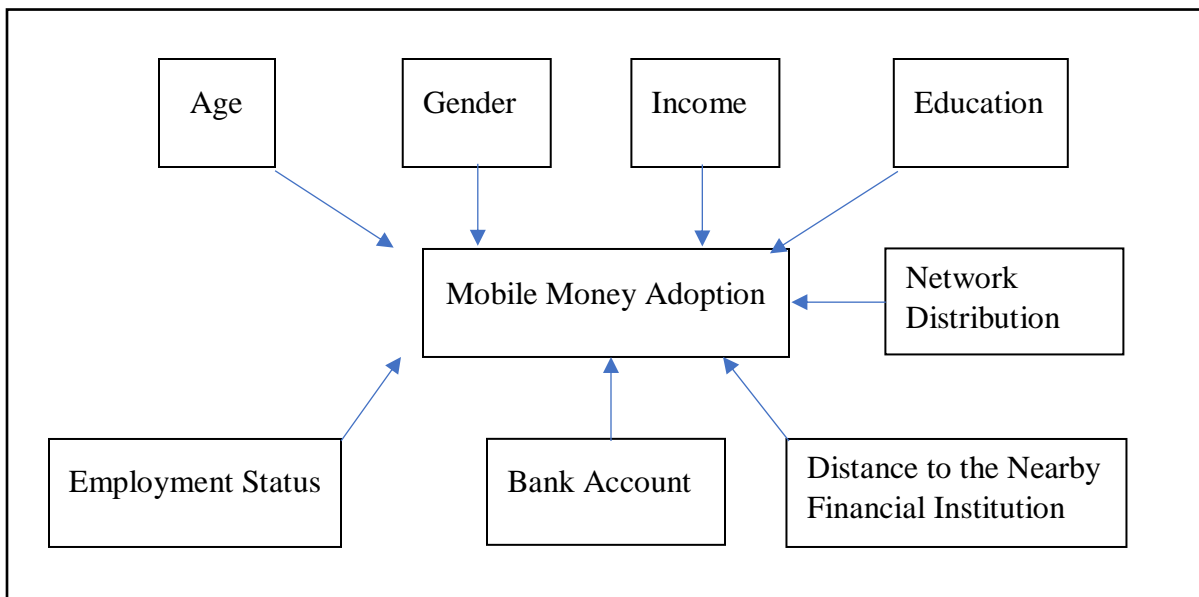 Age
Gender
Income
Education
Mobile Money Adoption
Network
Distribution
Employment Status
Bank Account
Distance to the Nearby
Financial Institution